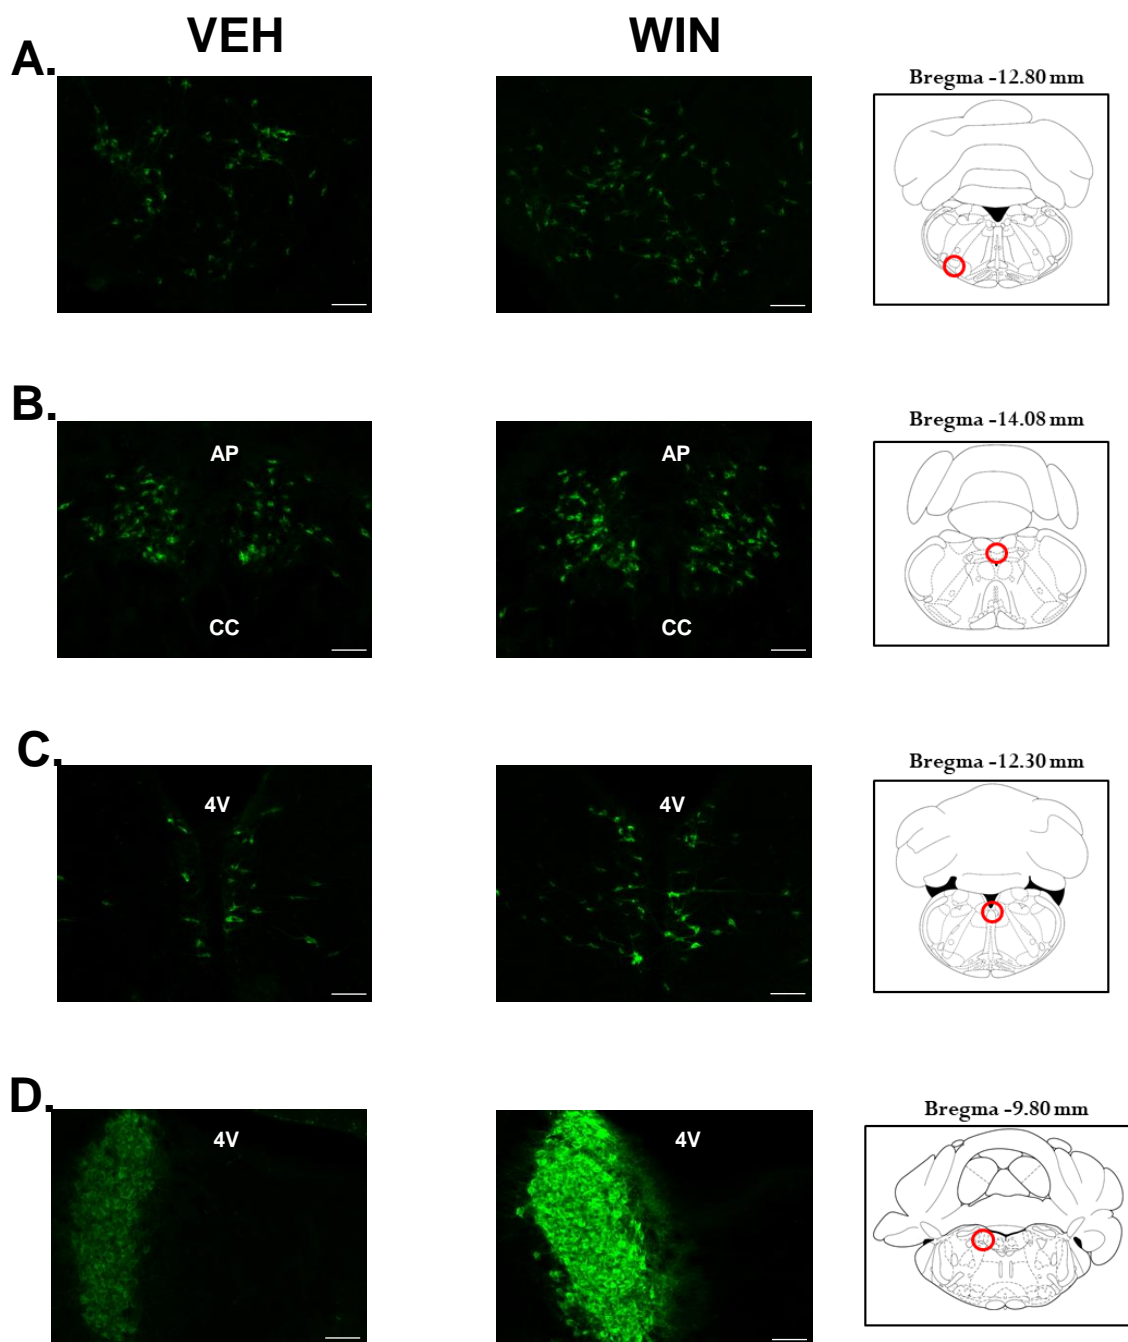 VEH
WIN
A.
Bregma -12.80 mm
B.
AP
AP
Bregma -14.08 mm
CC
CC
C.
4V
4V
Bregma -12.30 mm
D.
4V
4V
Bregma -9.80 mm